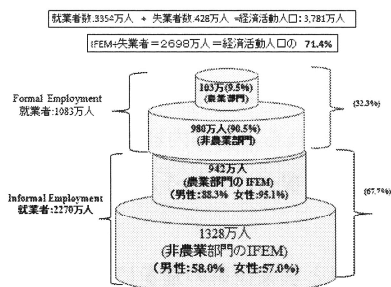 就業者数:3354万人 + 失業者数:428万人 =経済活動人口:3,781万人
IFEM+失業者=2698万人=経済活動人口の 71.4%
103万(9.5%)
(農業部門)
Formal Employment
就業者:1083万人
(32.3%)
980万人(90.5%)
(非農業部門)
942万人
(農業部門のIFEM)
(男性:88.3% 女性:95.1%)
Informal Employment
就業者:2270万人
(67.7%)
1328万人
(非農業部門のIFEM)
(男性:58.0% 女性:57.0%)